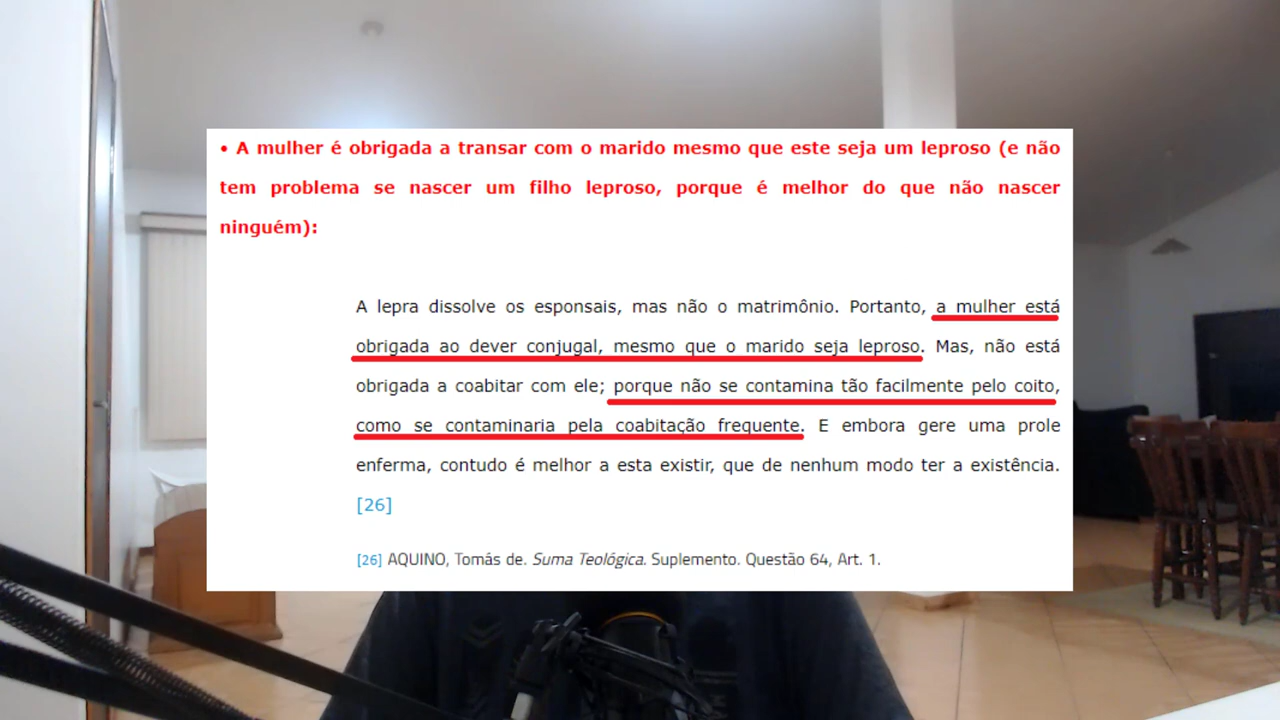 • A mulher é obrigada a transar com o marido mesmo que este seja um leproso (e não
tem problema se nascer um filho leproso, porque é melhor do que não nascer
ninguém):
A lepra dissolve os esponsais, mas não o matrimônio. Portanto, a mulher está
obrigada ao dever conjugal, mesmo que o marido seja leproso. Mas, não está
obrigada a coabitar com ele; porque não se contamina tão facilmente pelo coito,
como se contaminaria pela coabitação frequente. E embora gere uma prole
enferma, contudo é melhor a esta existir, que de nenhum modo ter a existência.
[26]
[26] AQUINO, Tomás de. Suma Teológica. Suplemento. Questão 64, Art. 1.